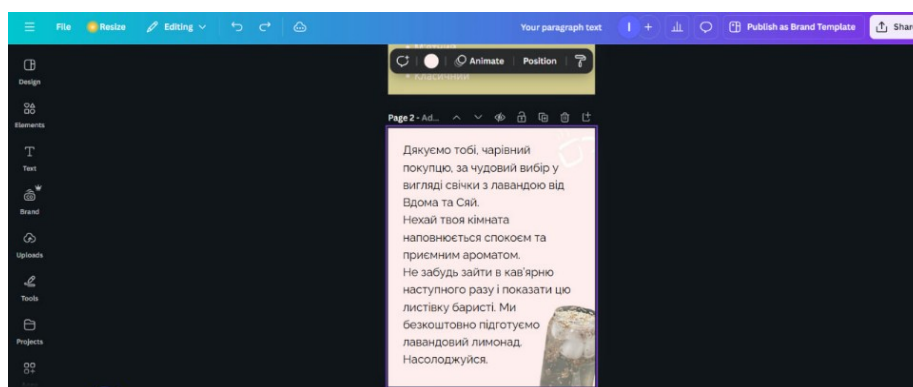 File
Resize
Editing
Your paragraph text
I
+
Publish as Brand Template
Share
Design
Elements
Text
Brand
Uploads
Tools
Projects
Animate
Position
Класичний
Page 2 - Ad...
Дякуємо тобі, чарівний
покупцю, за чудовий вибір у
вигляді свічки з лавандою від
Вдома та Сяй.
Нехай твоя кімната
наповнюється спокоєм та
приємним ароматом.
Не забудь зайти в кав'ярню
наступного разу і показати цю
листівку баристі. Ми
безкоштовно підготуємо
лавандовий лимонад.
Насолоджуйся.